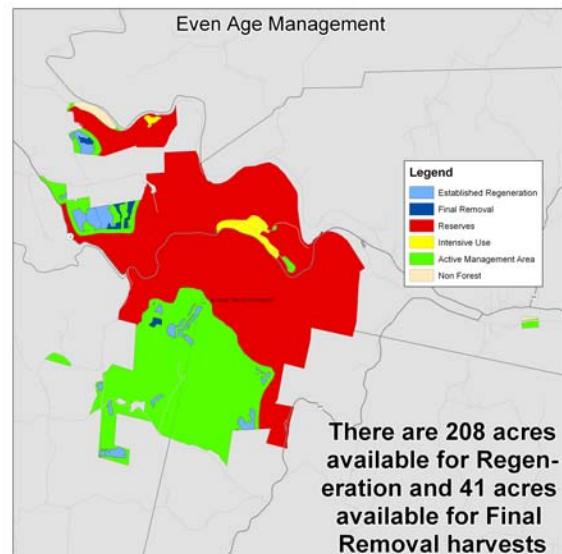 Even Age Management
Legend
Established Regeneration
Final Removal
Reserves
Intensive Use
Active Management Area
Non Forest
There are 208 acres
available for Regen-
eration and 41 acres
available for Final
Removal harvests